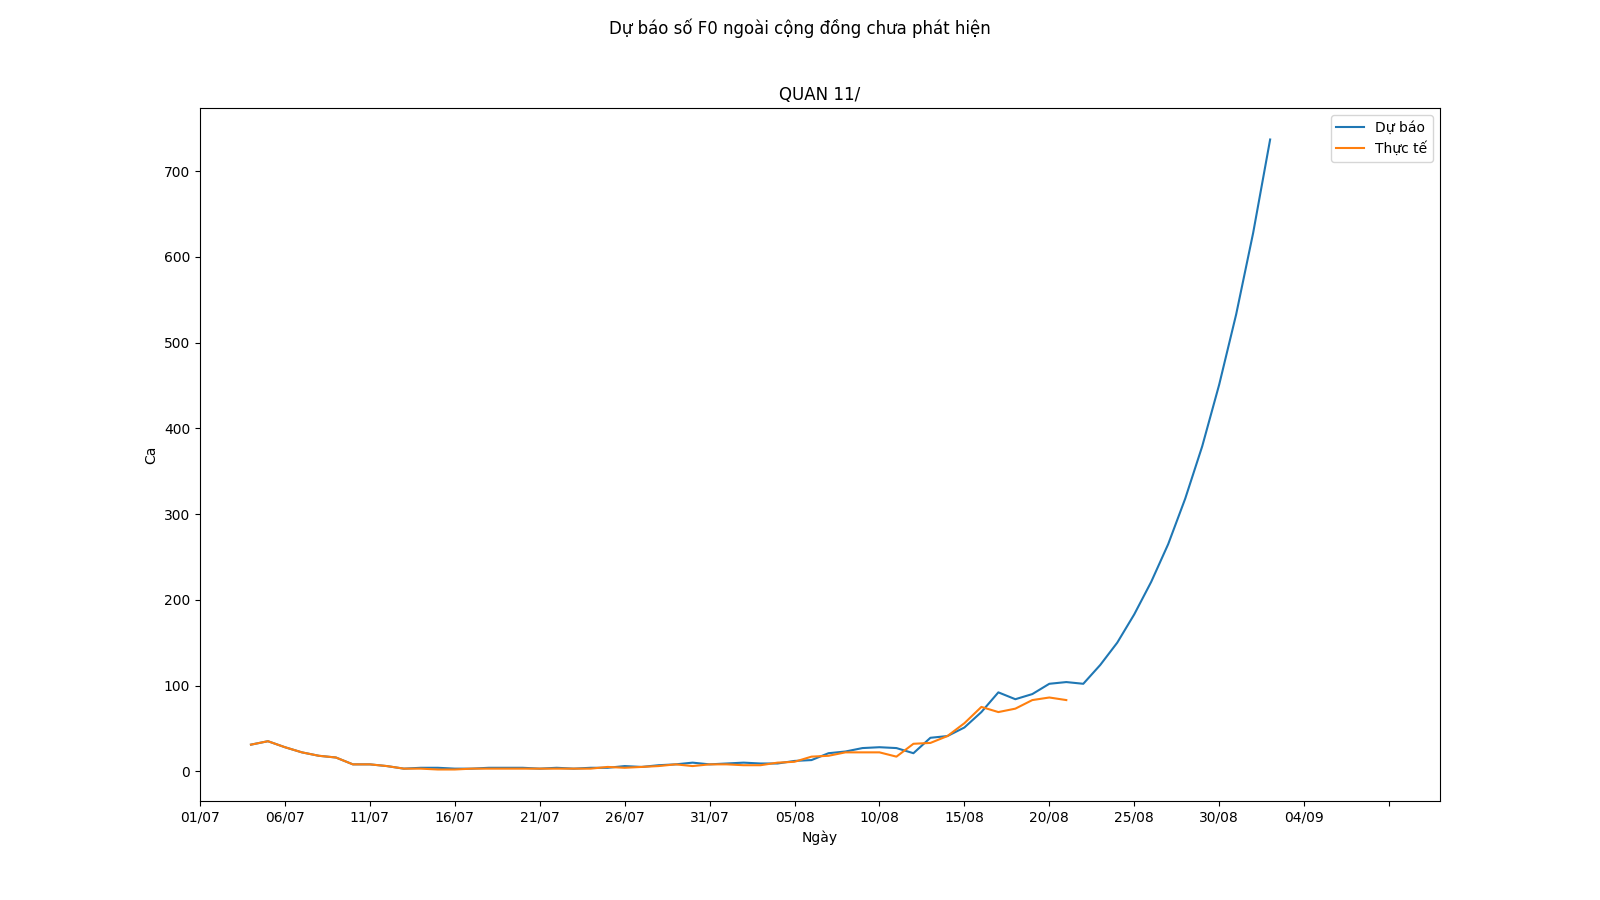 Dự báo số F0 ngoài cộng đồng chưa phát hiện
QUAN 11/
Dự báo
Thực tế
700
600
500
400
300
200
100
0
Ca
01/07 06/07 11/07 16/07 21/07 26/07 31/07 05/08 10/08 15/08 20/08 25/08 30/08 04/09
Ngày